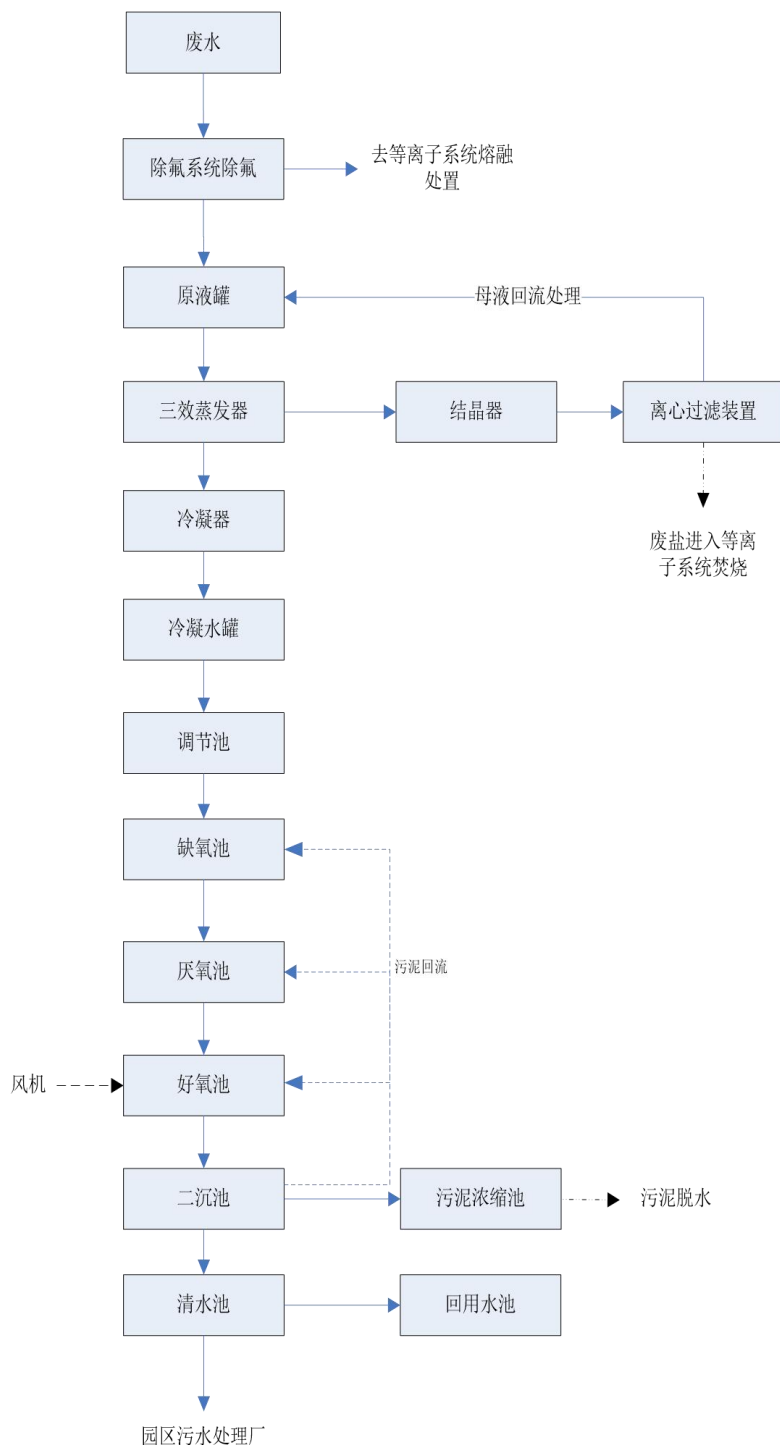 废水
除氟系统除氟
去等离子系统熔融
处置
原液罐
母液回流处理
三效蒸发器
结晶器
离心过滤装置
冷凝器
废盐进入等离
子系统焚烧
冷凝水罐
调节池
缺氧池
厌氧池
污泥回流
风机
好氧池
二沉池
污泥浓缩池
污泥脱水
清水池
回用水池
园区污水处理厂